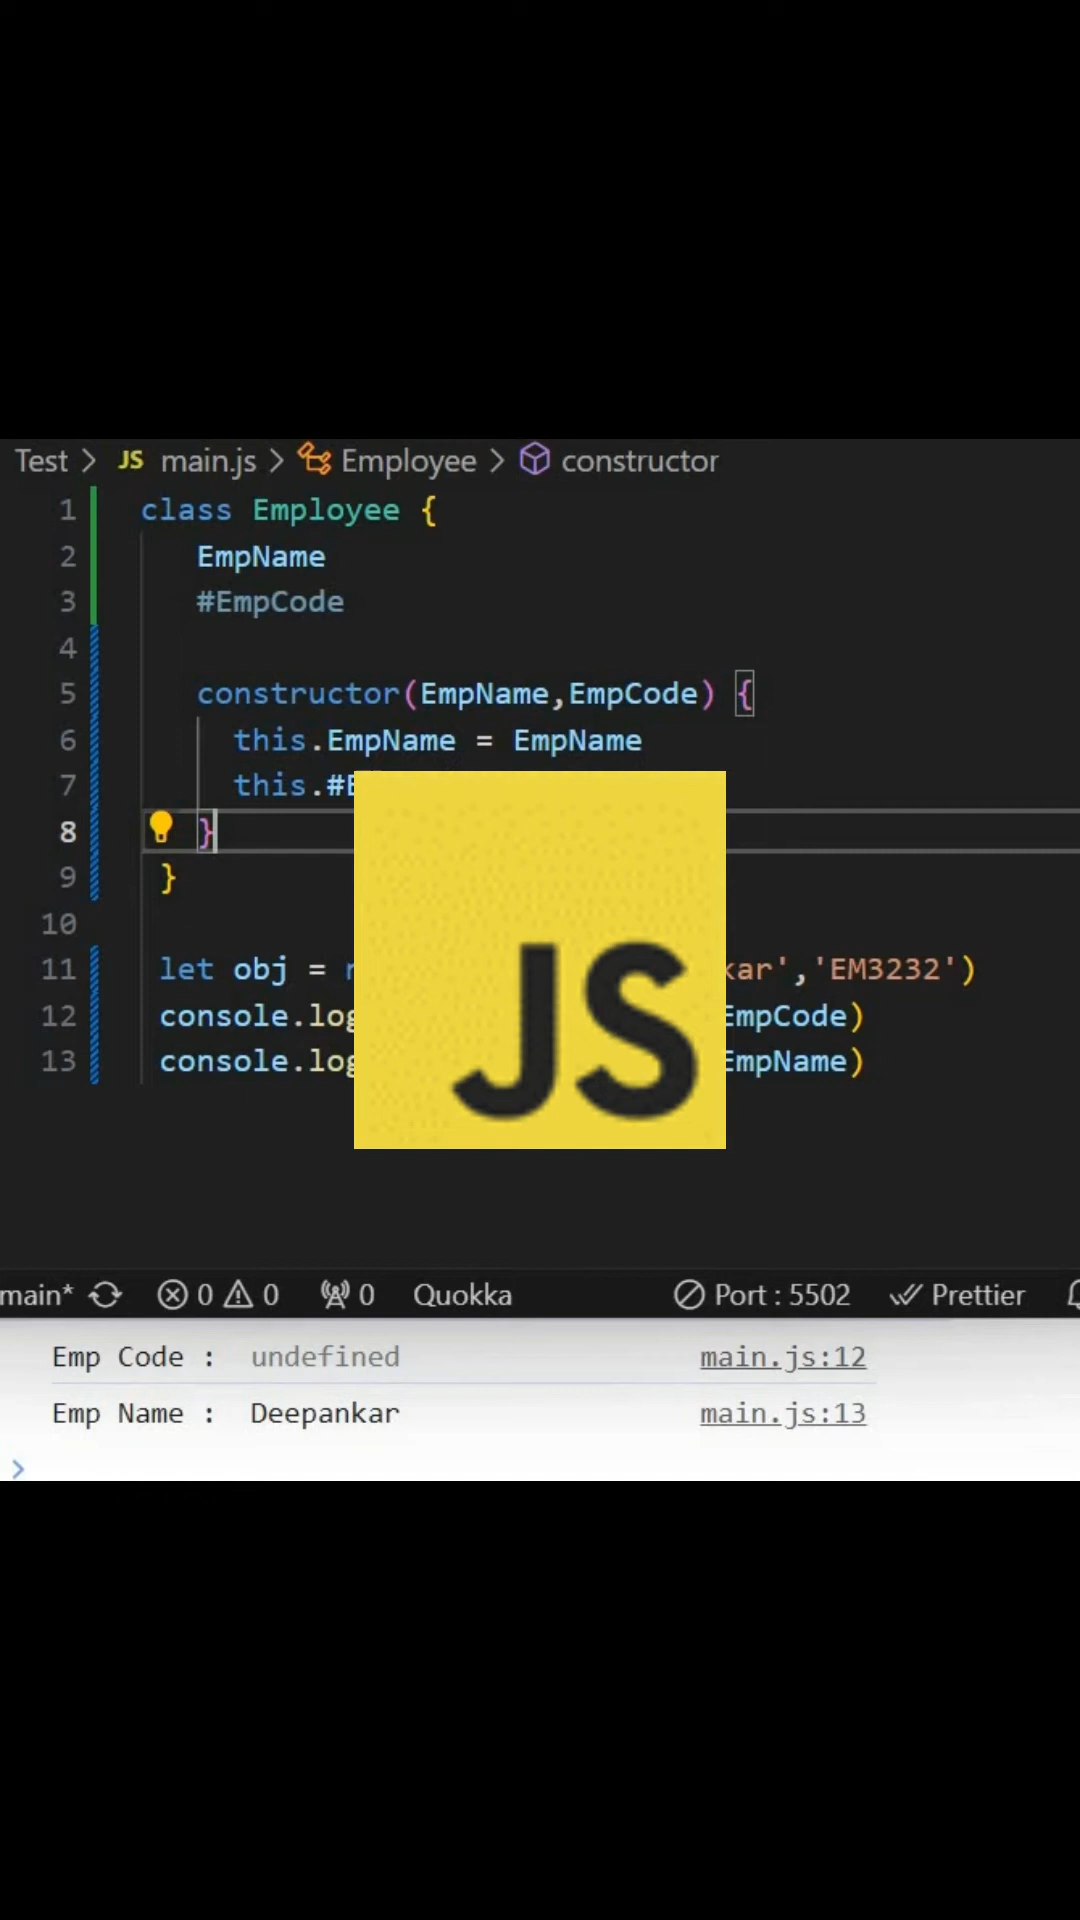 Test > JS main.js > Employee > constructor
1 class Employee {
2 EmpName
3 #EmpCode
4
5 constructor(EmpName,EmpCode) {
6 this.EmpName = EmpName
7 this.#
8 }
9 }
10
11 let obj = kar','EM3232')
12 console.log EmpCode)
13 console.log EmpName)
JS
main* 0 0 0 Quokka Port : 5502 Prettier
Emp Code : undefined main.js:12
Emp Name : Deepankar main.js:13
>